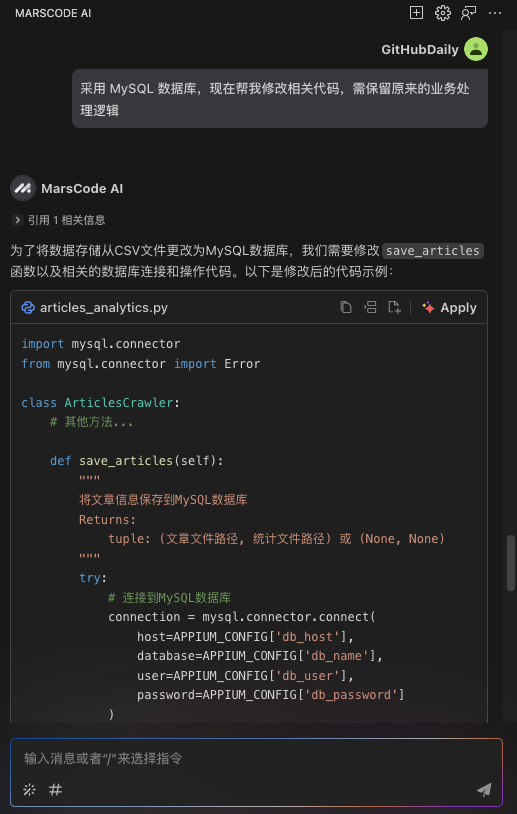 MARSCODE AI
GitHubDaily
采用 MySQL 数据库，现在帮我修改相关代码，需保留原来的业务处
理逻辑
MarsCode AI
引用 1 相关信息
为了将数据存储从CSV文件更改为MySQL数据库，我们需要修改 save_articles
函数以及相关的数据库连接和操作代码。以下是修改后的代码示例：
articles_analytics.py
Apply
import mysql.connector
from mysql.connector import Error
class ArticlesCrawler:
# 其他方法...
def save_articles(self):
"""
将文章信息保存到MySQL数据库
Returns:
tuple: (文章文件路径, 统计文件路径) 或 (None, None)
"""
try:
# 连接到MySQL数据库
connection = mysql.connector.connect(
host=APPIUM_CONFIG['db_host'],
database=APPIUM_CONFIG['db_name'],
user=APPIUM_CONFIG['db_user'],
password=APPIUM_CONFIG['db_password']
)
输入消息或者“/”来选择指令